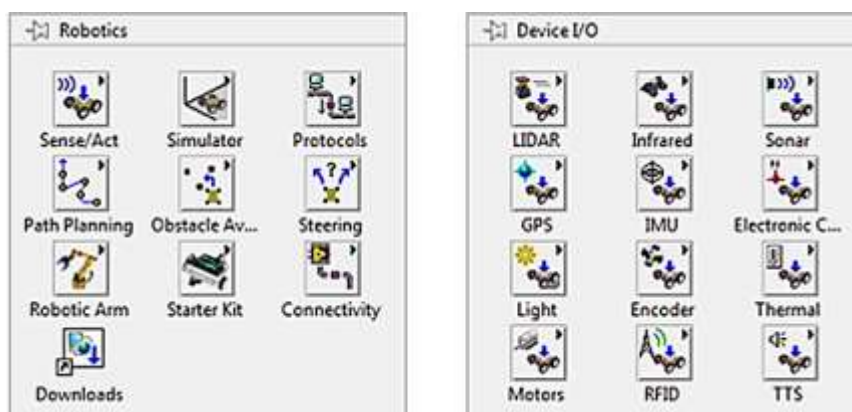 Robotics
Sense/Act Simulator Protocols
Path Planning Obstacle Av... Steering
Robotic Arm Starter Kit Connectivity
Downloads
Device I/O
LIDAR Infrared Sonar
GPS IMU Electronic C...
Light Encoder Thermal
Motors RFID TTS